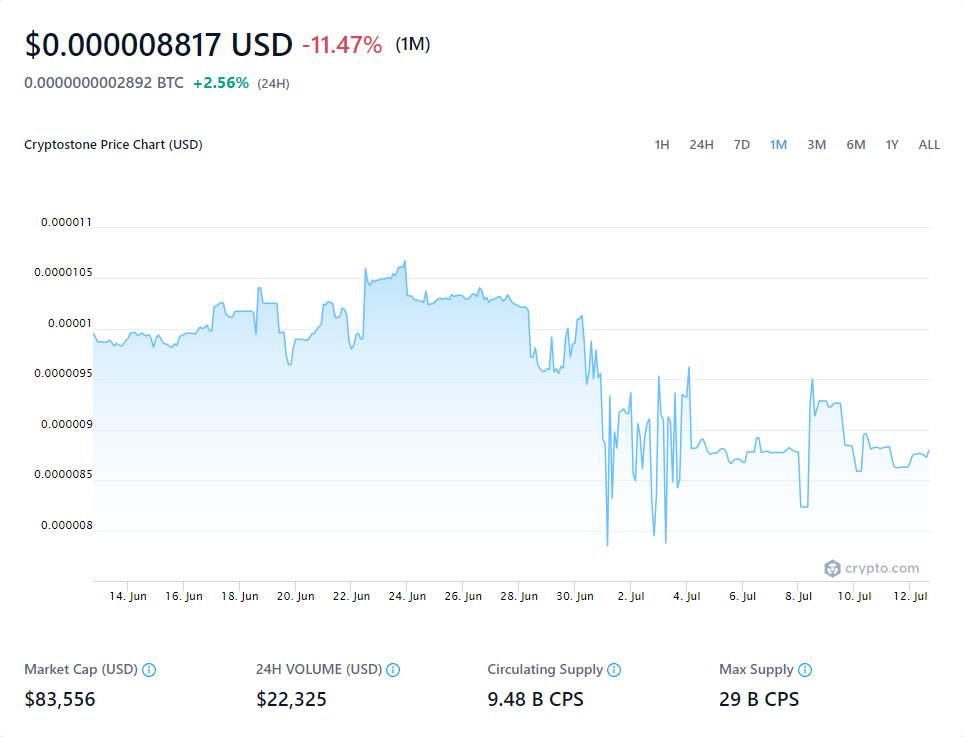 $0.000008817 USD -11.47% (1M)
0.0000000002892 BTC +2.56% (24H)
Cryptostone Price Chart (USD) 1H 24H 7D 1M 3M 6M 1Y ALL
0.000011
0.0000105
0.00001
0.0000095
0.000009
0.0000085
0.000008
crypto.com
14. Jun 16. Jun 18. Jun 20. Jun 22. Jun 24. Jun 26. Jun 28. Jun 30. Jun 2. Jul 4. Jul 6. Jul 8. Jul 10. Jul 12. Jul
Market Cap (USD) 24H VOLUME (USD) Circulating Supply Max Supply
$83,556 $22,325 9.48 B CPS 29 B CPS